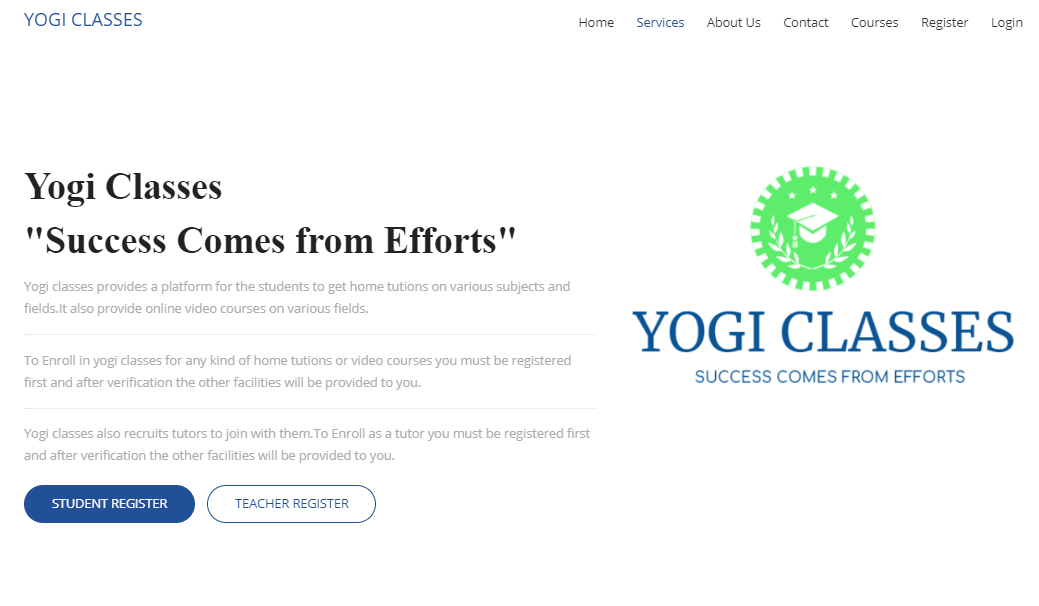 YOGI CLASSES
Home Services About Us Contact Courses Register Login
Yogi Classes
"Success Comes from Efforts"
Yogi classes provides a platform for the students to get home tutions on various subjects and
fields.It also provide online video courses on various fields.
To Enroll in yogi classes for any kind of home tutions or video courses you must be registered
first and after verification the other facilities will be provided to you.
Yogi classes also recruits tutors to join with them.To Enroll as a tutor you must be registered first
and after verification the other facilities will be provided to you.
STUDENT REGISTER TEACHER REGISTER
YOGI CLASSES
SUCCESS COMES FROM EFFORTS